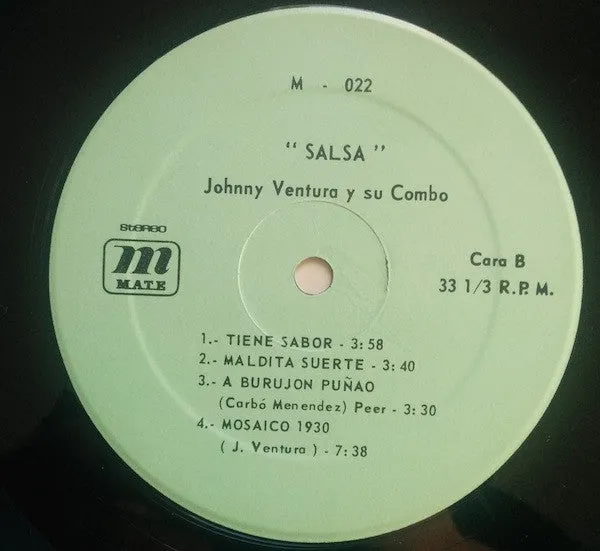 M - 022
" SALSA "
Johnny Ventura y su Combo
STEREO
m
M.A.T.E
Cara B
33 1/3 R.P.M.
1.- TIENE SABOR - 3:58
2.- MALDITA SUERTE - 3:40
3.- A BURUJON PUÑAO
(Carbó Menendez) Peer - 3:30
4.- MOSAICO 1930
( J. Ventura ) - 7:38